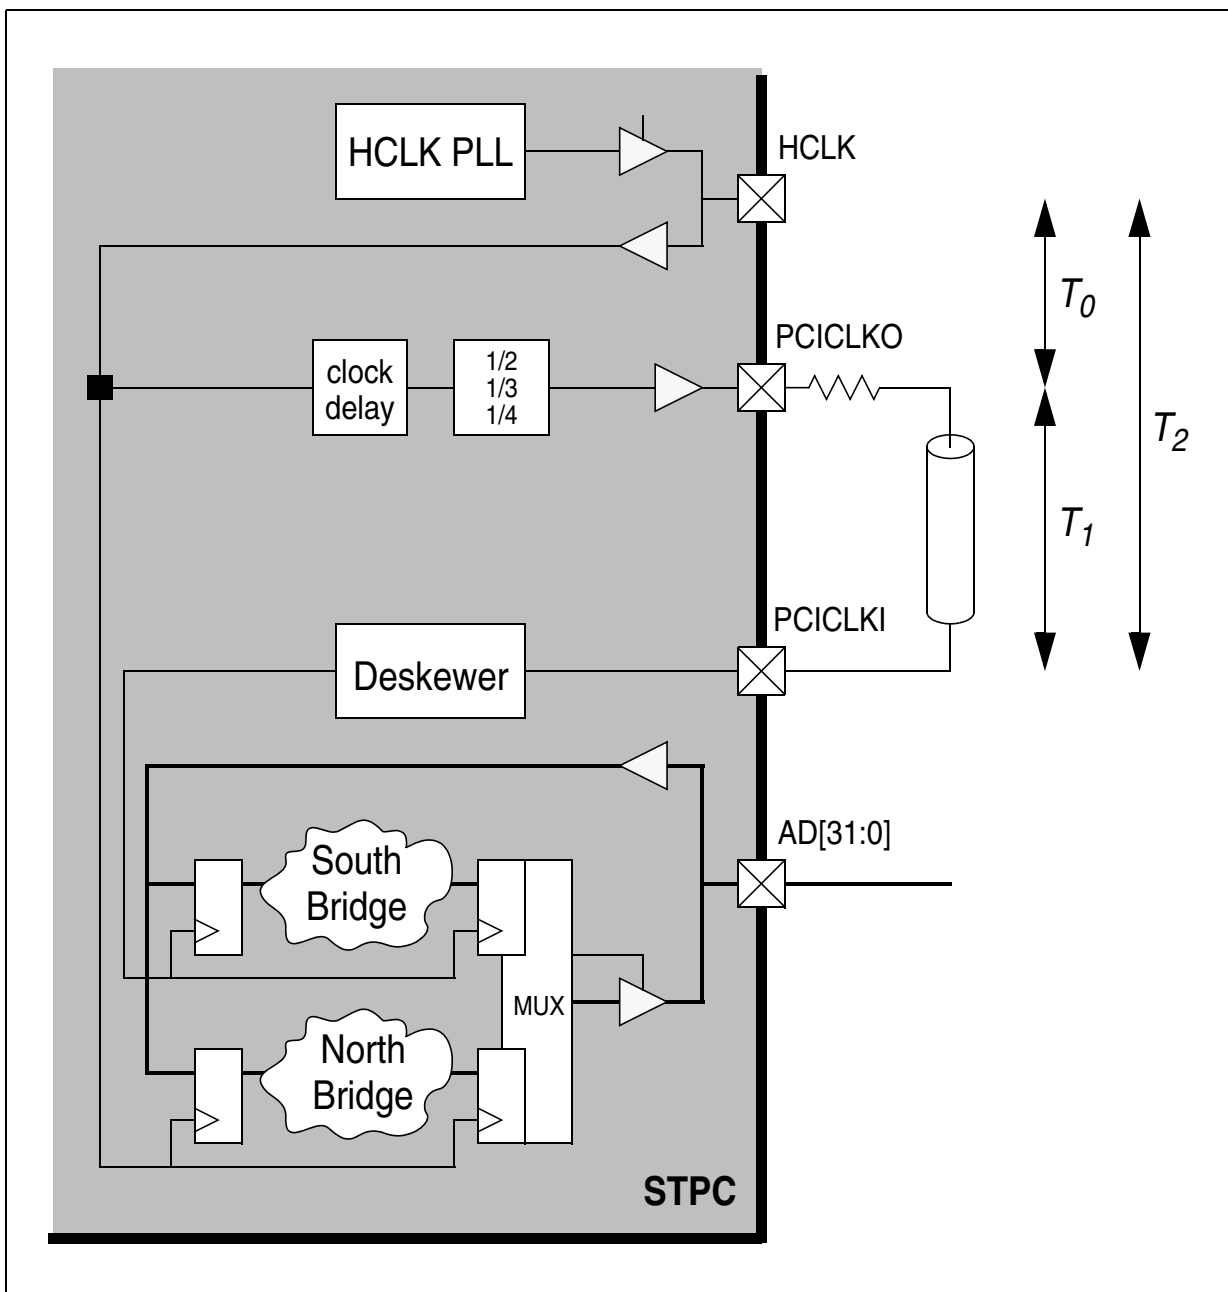 HCLK PLL
HCLK
T0
PCICLKO
clock
delay
1/2
1/3
1/4
T2
T1
PCICLKI
Deskewer
AD[31:0]
South
Bridge
MUX
North
Bridge
STPC